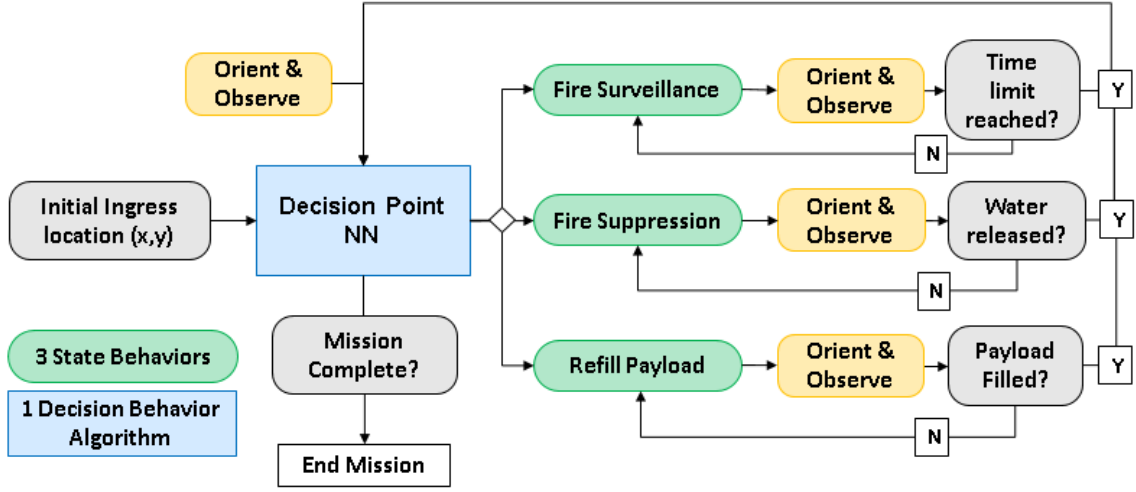 Orient &
Observe
Fire Surveillance
Orient &
Observe
Time
limit
reached?
Y
N
Initial Ingress
location (x,y)
Decision Point
NN
Fire Suppression
Orient &
Observe
Water
released?
Y
N
Mission
Complete?
Refill Payload
Orient &
Observe
Payload
Filled?
Y
N
3 State Behaviors
1 Decision Behavior
Algorithm
End Mission